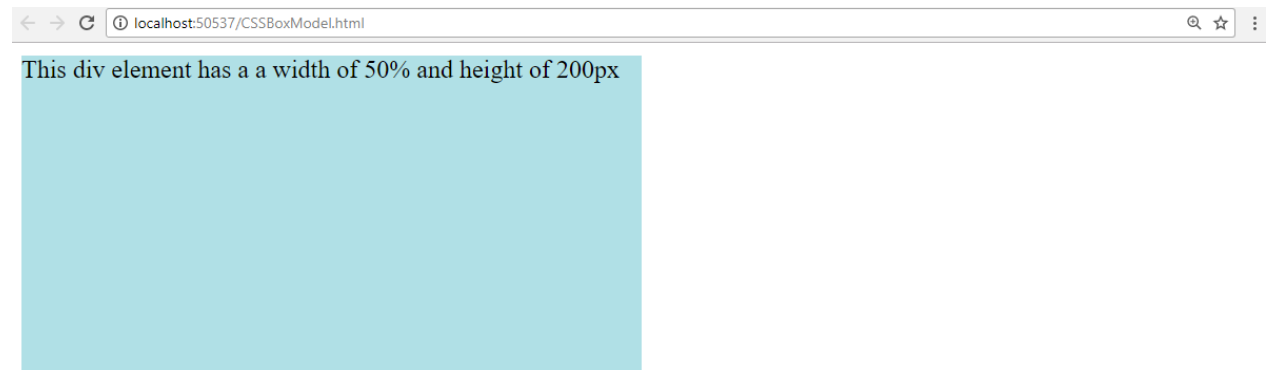 localhost:50537/CSSBoxModel.html
This div element has a a width of 50% and height of 200px